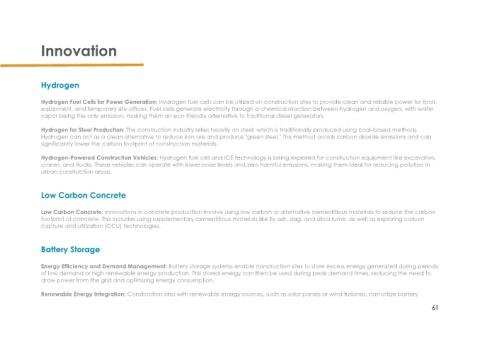 Innovation
Hydrogen
Hydrogen Fuel Cells for Power Generation: Hydrogen fuel cells can be utilized on construction sites to provide clean and reliable power for tools,
equipment, and temporary site offices. Fuel cells generate electricity through a chemical reaction between hydrogen and oxygen, with water
vapor being the only emission, making them an eco-friendly alternative to traditional diesel generators.
Hydrogen for Steel Production: The construction industry relies heavily on steel, which is traditionally produced using coal-based methods.
Hydrogen can act as a clean alternative to reduce iron ore and produce "green steel." This method avoids carbon dioxide emissions and can
significantly lower the carbon footprint of construction materials.
Hydrogen-Powered Construction Vehicles: Hydrogen fuel cell and ICE technology is being explored for construction equipment like excavators,
cranes, and trucks. These vehicles can operate with lower noise levels and zero harmful emissions, making them ideal for reducing pollution in
urban construction areas.
Low Carbon Concrete
Low Carbon Concrete: Innovations in concrete production involve using low carbon or alternative cementitious materials to reduce the carbon
footprint of concrete. This includes using supplementary cementitious materials like fly ash, slag, and silica fume, as well as exploring carbon
capture and utilization (CCU) technologies.
Battery Storage
Energy Efficiency and Demand Management: Battery storage systems enable construction sites to store excess energy generated during periods
of low demand or high renewable energy production. This stored energy can then be used during peak demand times, reducing the need to
draw power from the grid and optimizing energy consumption.
Renewable Energy Integration: Construction sites with renewable energy sources, such as solar panels or wind turbines, can utilize battery
61